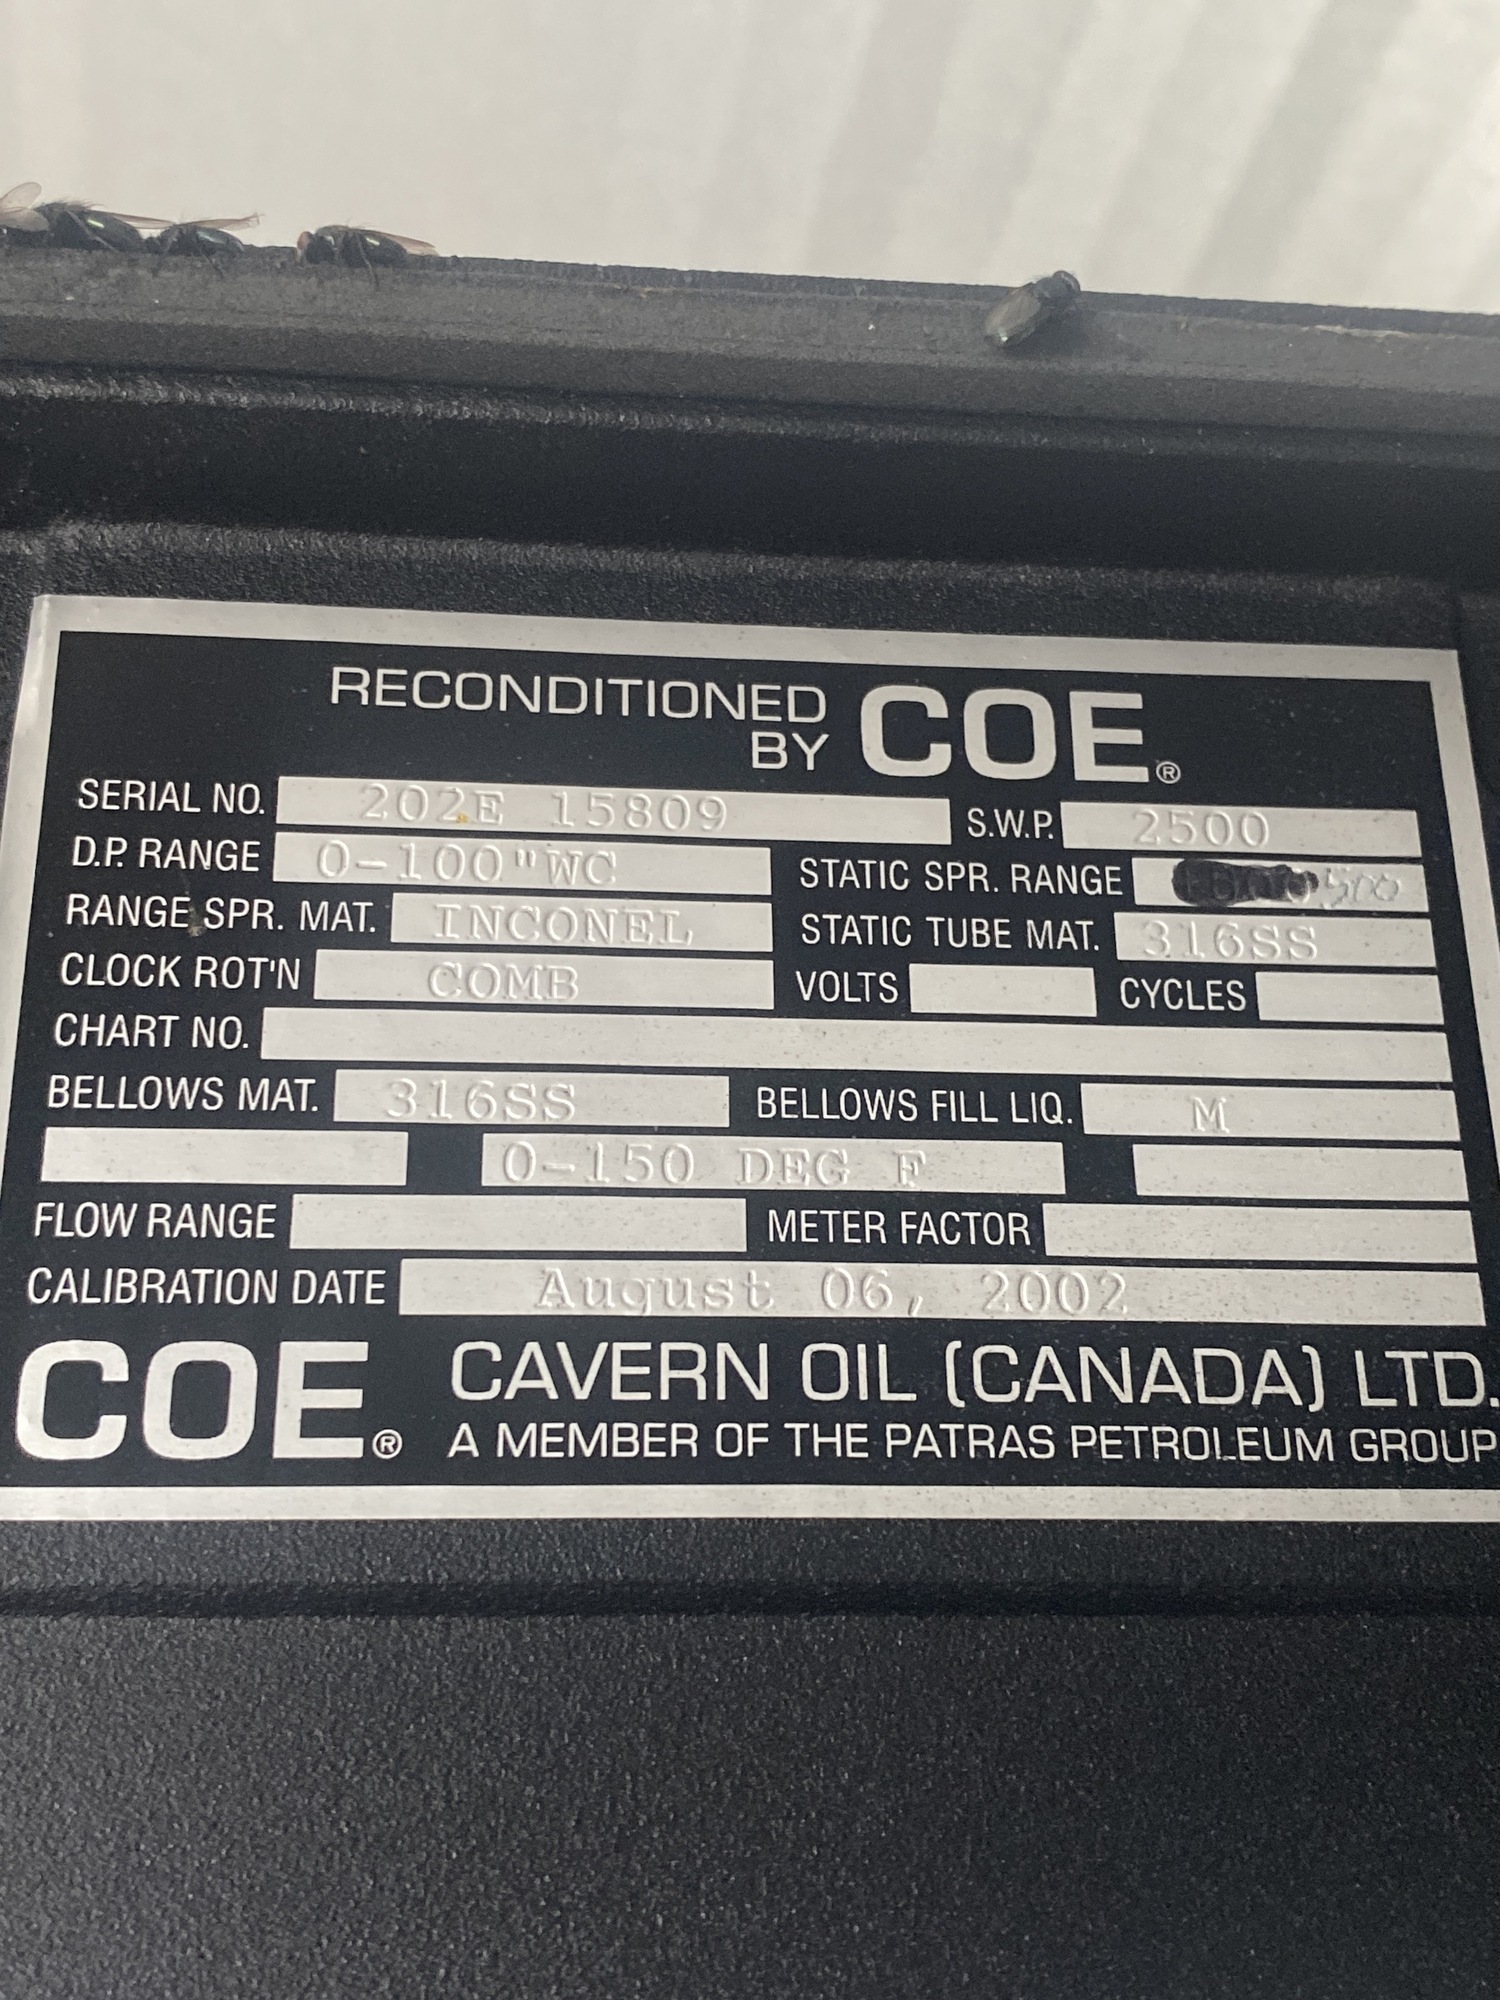 RECONDITIONED
BY COE®
SERIAL NO. 202E 15809 S.W.P. 2500
D.P. RANGE 0-100"WC STATIC SPR. RANGE 500
RANGE SPR. MAT. INCONEL STATIC TUBE MAT. 316SS
CLOCK ROT'N COMB VOLTS CYCLES
CHART NO.
BELLOWS MAT. 316SS BELLOWS FILL LIQ. M
0-150 DEG F
FLOW RANGE METER FACTOR
CALIBRATION DATE August 06, 2002
COE® CAVERN OIL (CANADA) LTD.
A MEMBER OF THE PATRAS PETROLEUM GROUP